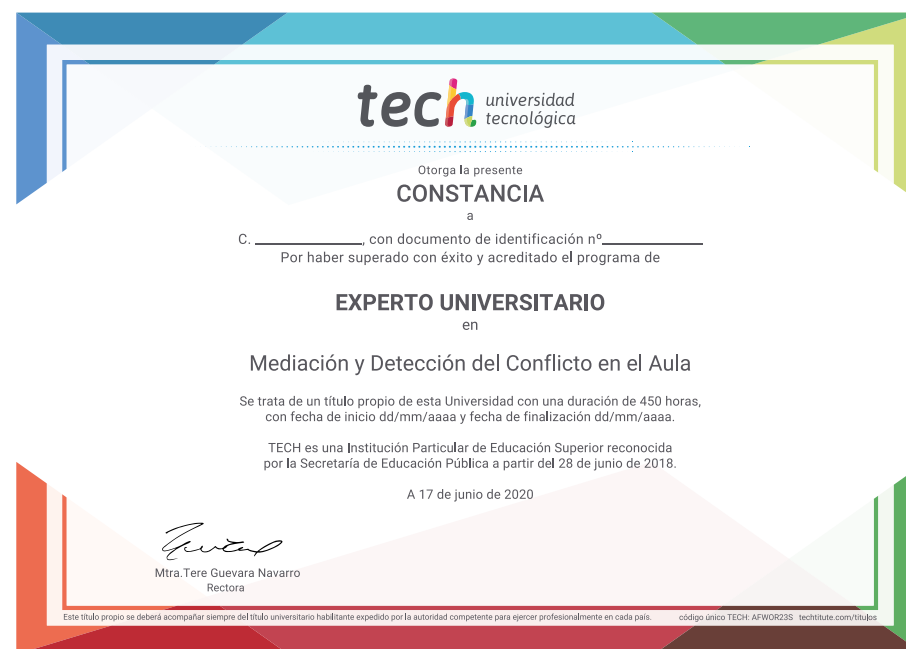 tech universidad
tecnológica
Otorga la presente
CONSTANCIA
a
C. ____________, con documento de identificación nº____________
Por haber superado con éxito y acreditado el programa de
EXPERTO UNIVERSITARIO
en
Mediación y Detección del Conflicto en el Aula
Se trata de un título propio de esta Universidad con una duración de 450 horas,
con fecha de inicio dd/mm/aaaa y fecha de finalización dd/mm/aaaa.
TECH es una Institución Particular de Educación Superior reconocida
por la Secretaría de Educación Pública a partir del 28 de junio de 2018.
A 17 de junio de 2020
Mtra.Tere Guevara Navarro
Rectora
Este título propio se deberá acompañar siempre del título universitario habilitante expedido por la autoridad competente para ejercer profesionalmente en cada país. código único TECH: AFWOR23S techtitute.com/titulos